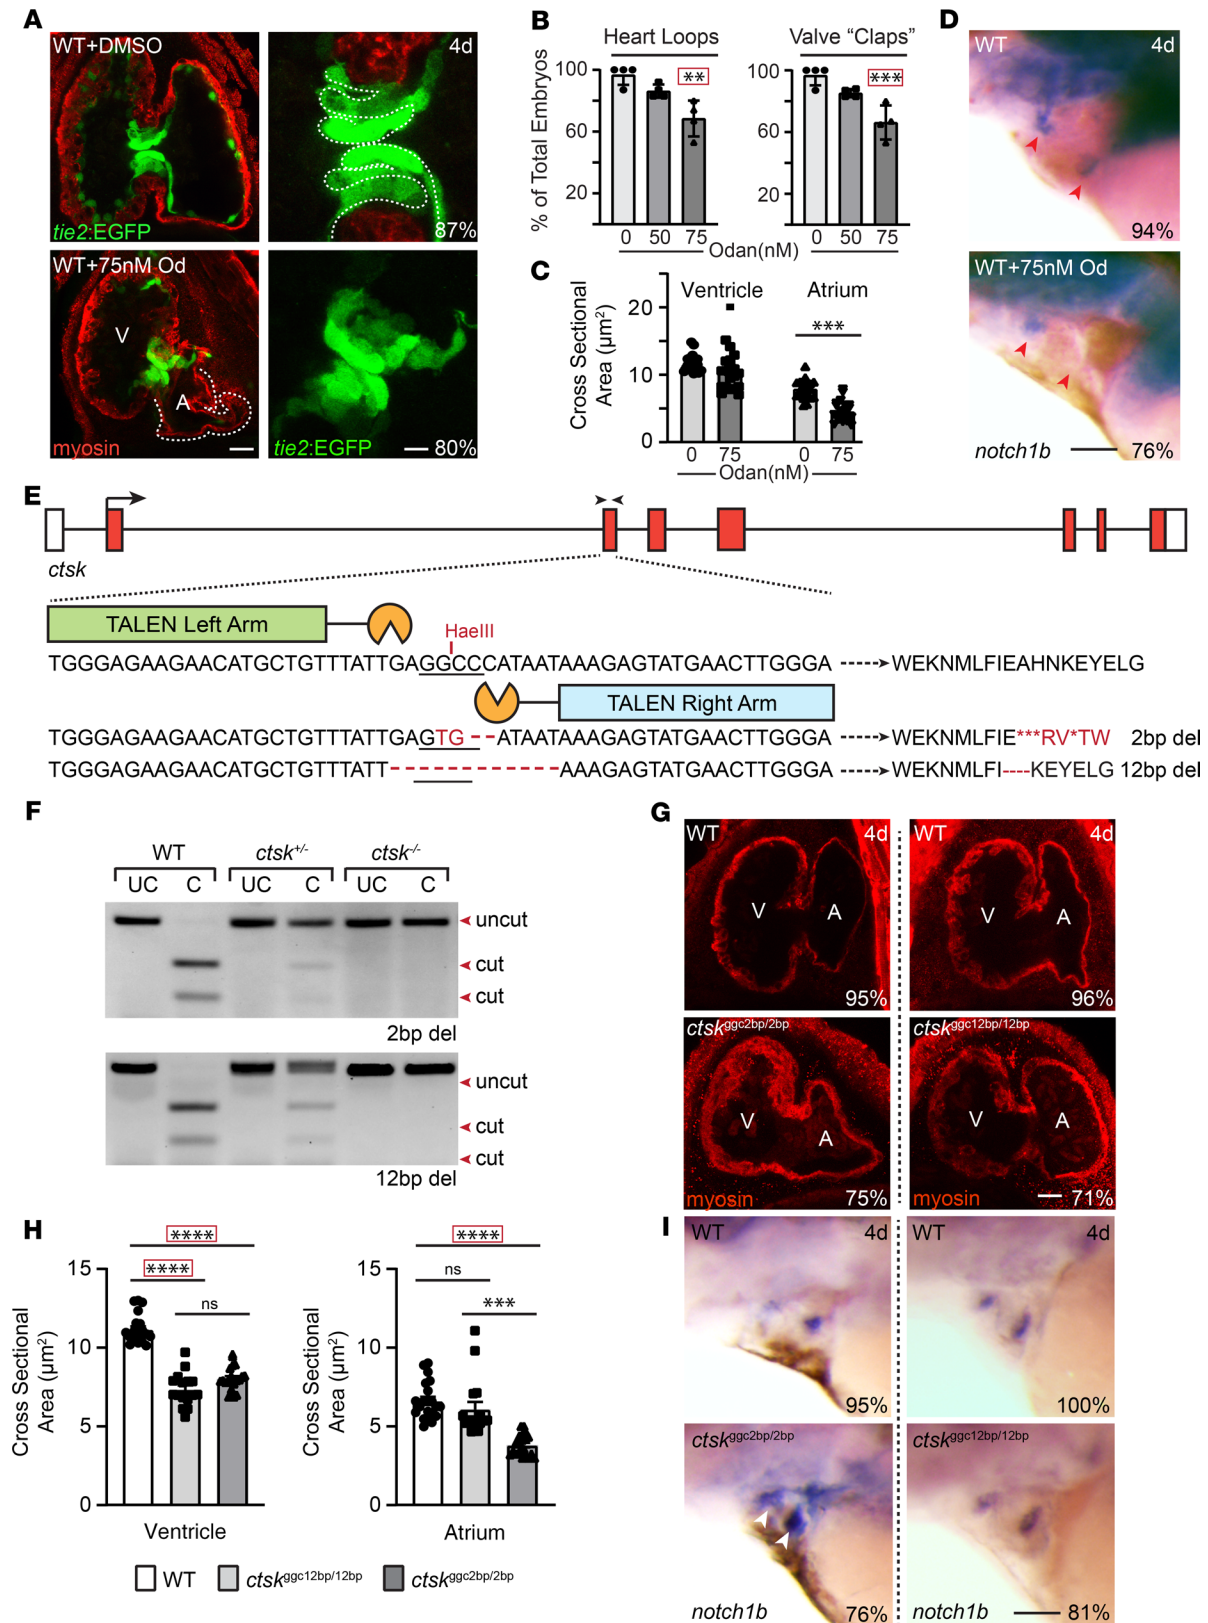 A
WT+DMSO
tie2:EGFP
4d
87%
WT+75nM Od
V
A
myosin
tie2:EGFP
80%
B
Heart Loops
Valve “Claps”
% of Total Embryos
100
60
20
**
0 50 75
100
60
20
***
0 50 75
Odan(nM)
C
Cross Sectional
Area (µm2)
Ventricle
Atrium
20
10
0
***
0 75
0 75
Odan(nM)
D
WT
4d
94%
WT+75nM Od
notch1b
76%
E
ctsk
TALEN Left Arm
HaeIII
TGGGAGAAGAACATGCTGTTTATTGAGGCCCATAATAAAGAGTATGAACTTGGGA
WEKNMLFIEAHNKEYELG
TALEN Right Arm
TGGGAGAAGAACATGCTGTTTATTGAGTG--ATAATAAAGAGTATGAACTTGGGA
WEKNMLFIE***RV*TW 2bp del
TGGGAGAAGAACATGCTGTTTATT------------AAAGAGTATGAACTTGGGA
WEKNMLFI----KEYELG 12bp del
F
WT ctsk+/- ctsk-/-
UC C UC C UC C
uncut
cut
cut
2bp del
uncut
cut
cut
12bp del
G
WT
4d
V
A
95%
WT
4d
V
A
96%
ctskggc2bp/2bp
V
A
myosin
75%
ctskggc12bp/12bp
V
A
myosin
71%
H
Cross Sectional
Area (µm2)
15
10
5
0
****
****
ns
Ventricle
Cross Sectional
Area (µm2)
15
10
5
0
****
ns
***
Atrium
WT
ctskggc12bp/12bp
ctskggc2bp/2bp
I
WT
4d
95%
WT
100%
ctskggc2bp/2bp
notch1b
76%
ctskggc12bp/12bp
notch1b
81%